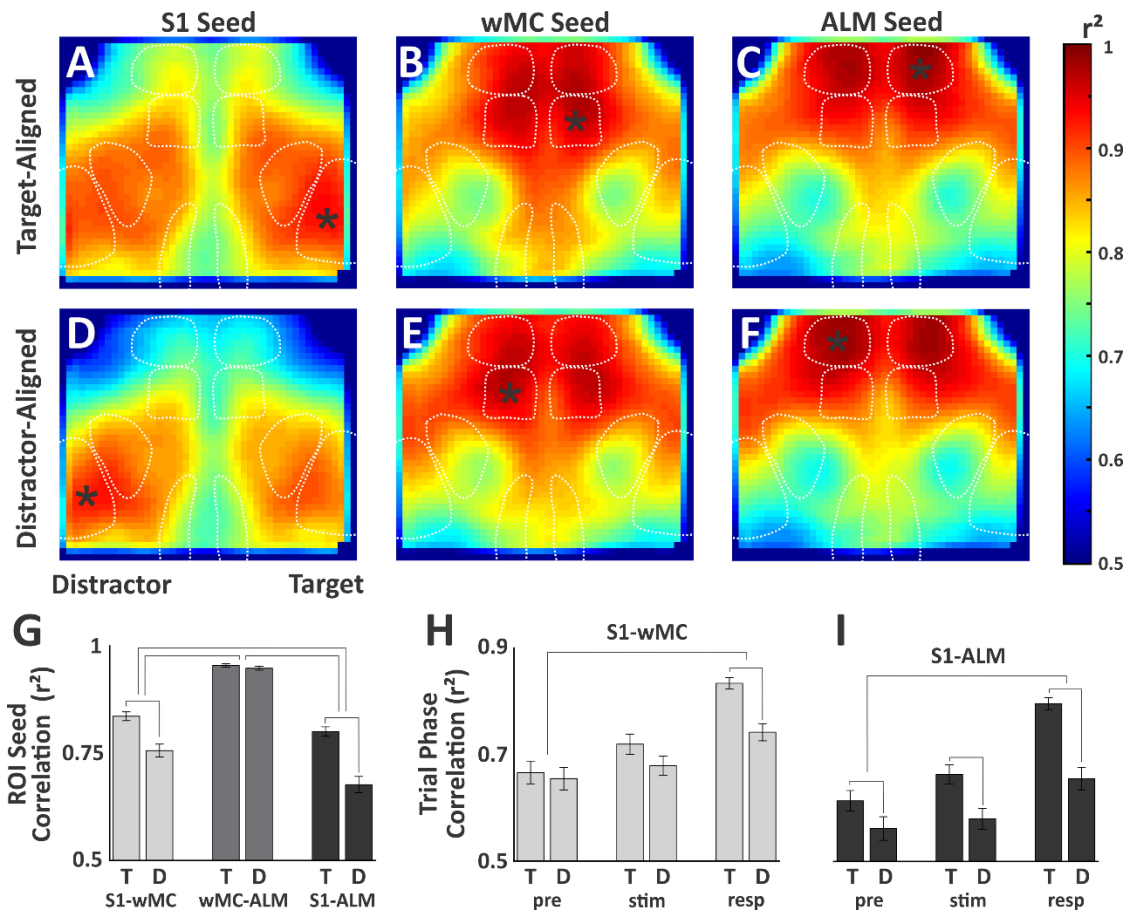 S1 Seed wMC Seed ALM Seed r²
Target-Aligned
A * B * C * 1
0.9
0.8
Distractor-Aligned
D * E * F * 0.7
0.6
0.5
Distractor Target
G
ROI Seed
Correlation (r²)
1
0.75
0.5
T D T D T D
S1-wMC wMC-ALM S1-ALM
H
S1-wMC
Trial Phase
Correlation (r²)
0.9
0.7
0.5
T D T D T D
pre stim resp
I
S1-ALM
T D T D T D
pre stim resp